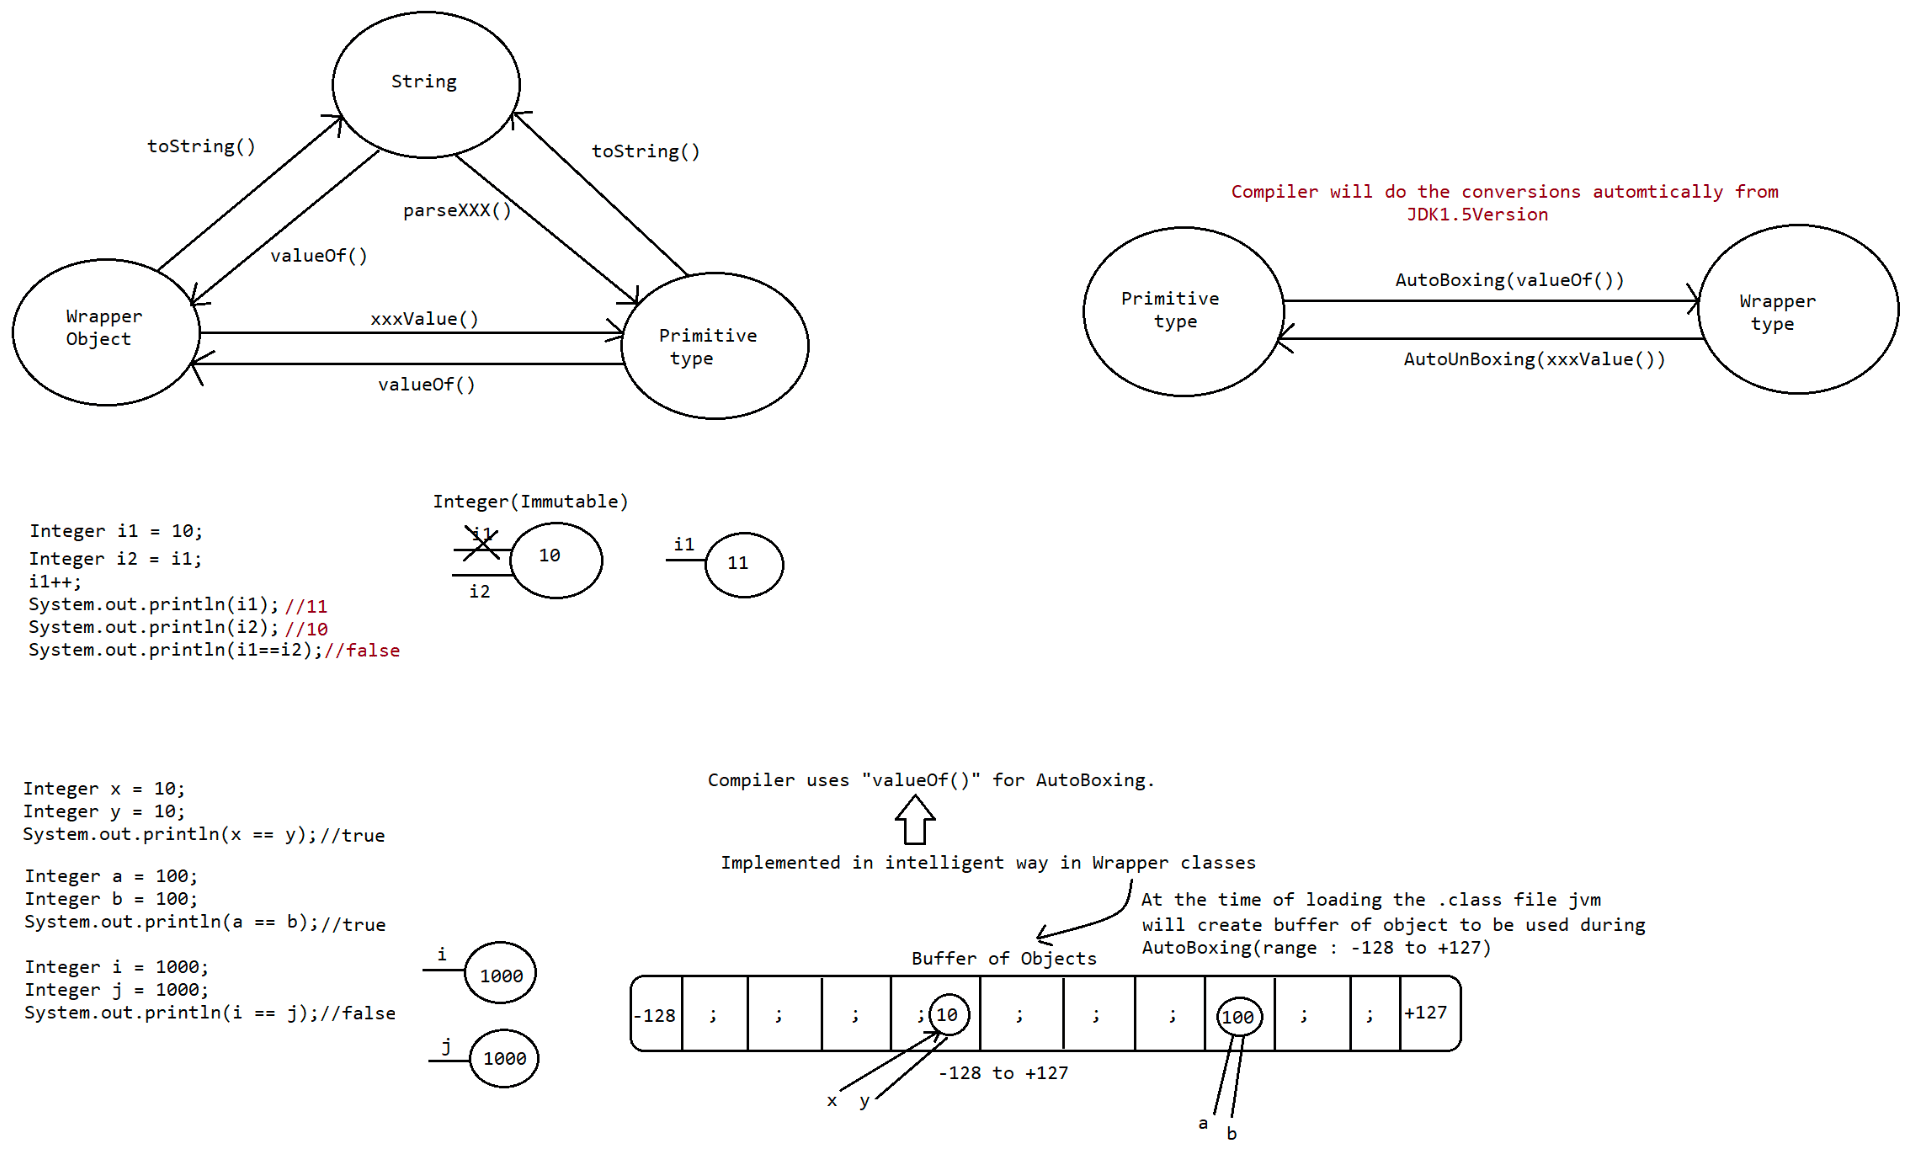 String
toString()
toString()
parseXXX()
valueOf()
Wrapper
Object
xxxValue()
Primitive
type
valueOf()
Compiler will do the conversions automtically from
JDK1.5Version
Primitive
type
AutoBoxing(valueOf())
Wrapper
type
AutoUnBoxing(xxxValue())
Integer i1 = 10;
Integer i2 = i1;
i1++;
System.out.println(i1); //11
System.out.println(i2); //10
System.out.println(i1==i2);//false
Integer(Immutable)
i1
10
i2
i1
11
Integer x = 10;
Integer y = 10;
System.out.println(x == y);//true
Integer a = 100;
Integer b = 100;
System.out.println(a == b);//true
Integer i = 1000;
Integer j = 1000;
System.out.println(i == j);//false
i
1000
j
1000
Compiler uses "valueOf()" for AutoBoxing.
Implemented in intelligent way in Wrapper classes
At the time of loading the .class file jvm
will create buffer of object to be used during
AutoBoxing(range : -128 to +127)
Buffer of Objects
-128 ; ; ; ; 10 ; ; ; 100 ; ; +127
-128 to +127
x y
a
b